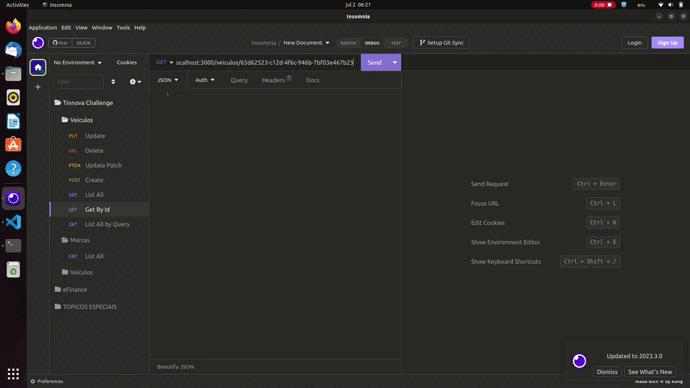 Activities
Insomnia
jul 2 06:21
0:00
en₁
Insomnia
Application Edit View Window Tools Help
Star
28,826
Insomnia / New Document
DESIGN DEBUG TEST
Setup Git Sync
Login
Sign Up
No Environment
Cookies
GET
ocalhost:3000/veiculos/65d62523-c12d-4f6c-946b-7bf03e467b23
Send
Filter
JSON
Auth
Query
Headers
Docs
1
Tinnova Challenge
Veiculos
PUT Update
DEL Delete
PTCH Update Patch
POST Create
GET List All
GET Get By Id
GET List All by Query
Marcas
GET List All
Veiculos
eFinance
TOPICOS ESPECIAIS
Send Request Ctrl + Enter
Focus URL Ctrl + L
Edit Cookies Ctrl + K
Show Environment Editor Ctrl + E
Show Keyboard Shortcuts Ctrl + Shift + /
Updated to 2023.3.0
Dismiss
See What's New
Beautify JSON
Preferences
Made with ♥ by Kong